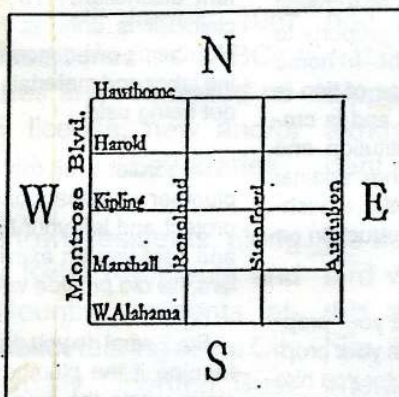 N
Hawthorne
Harold
Kipling
Marshall
W.Alabama
Montrose Blvd.
Roseland
Stanford
Audubon
W
E
S